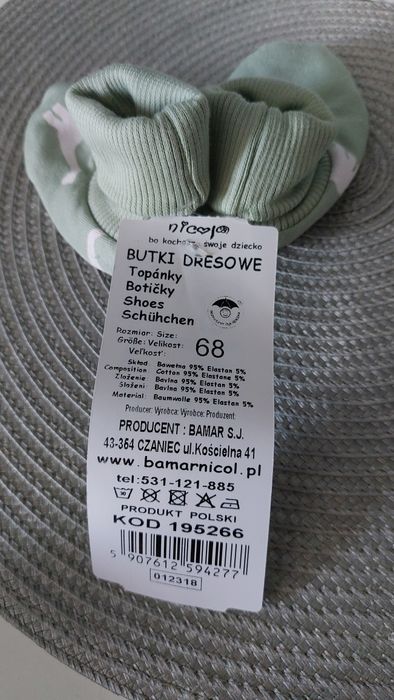 nicola
bo kochasz swoje dziecko
BUTKI DRESOWE
Topánky
Botičky
Shoes
Schühchen
Rozmiar: Size:
Größe: Velikost: 68
Veľkosť:
Skład Bawełna 95% Elastan 5%
Composition Cotton 95% Elastane 5%
Zloženie: Bavlna 95% Elastan 5%
Složení: Bavlna 95% Elastan 5%
Material: Baumwolle 95% Elastan 5%
Producer: Wyrobca: Výrobce: Produzent:
PRODUCENT : BAMAR S.J.
43-354 CZANIEC ul.Kościelna 41
www.bamarnicol.pl
tel:531-121-885
PRODUKT POLSKI
KOD 195266
5 907612 594277
012318